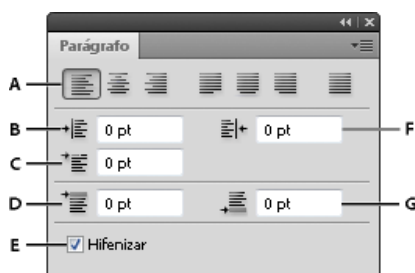 Parágrafo
A
B 0 pt 0 pt F
C 0 pt
D 0 pt 0 pt G
E Hifenizar